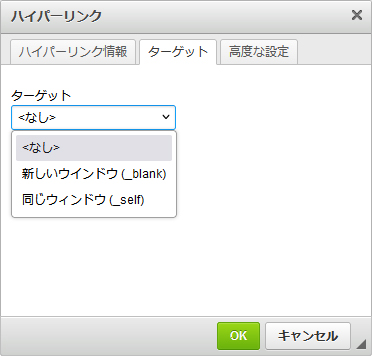 ハイパーリンク
ハイパーリンク情報 ターゲット 高度な設定
ターゲット
<なし>
<なし>
新しいウインドウ (_blank)
同じウィンドウ (_self)
OK キャンセル